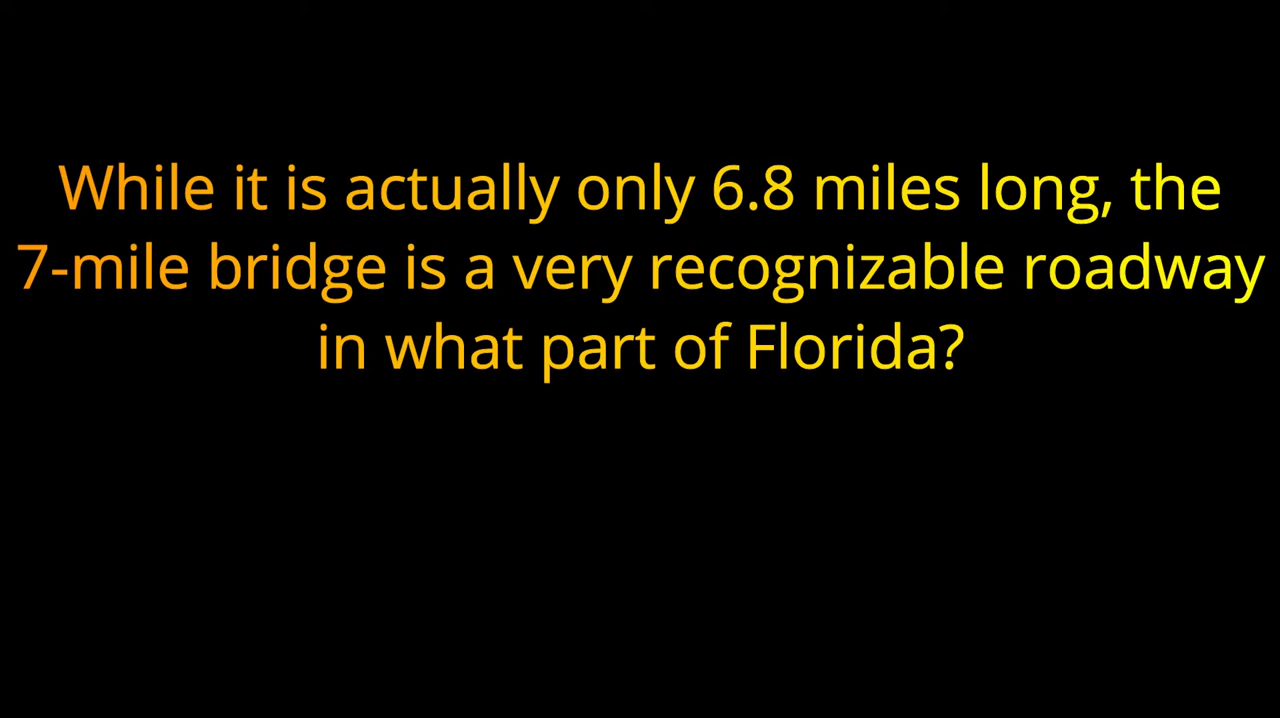 While it is actually only 6.8 miles long, the
7-mile bridge is a very recognizable roadway
in what part of Florida?